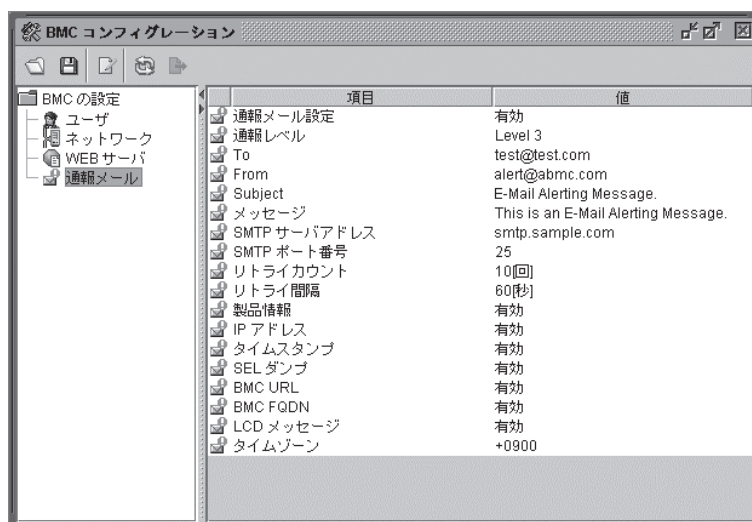 BMC コンフィグレーション
BMC の設定
ユーザ
ネットワーク
WEB サーバ
通報メール
項目 値
通報メール設定 有効
通報レベル Level 3
To test@test.com
From alert@abmc.com
Subject E-Mail Alerting Message.
メッセージ This is an E-Mail Alerting Message.
SMTP サーバアドレス smtp.sample.com
SMTP ポート番号 25
リトライカウント 10[回]
リトライ間隔 60[秒]
製品情報 有効
IP アドレス 有効
タイムスタンプ 有効
SEL ダンプ 有効
BMC URL 有効
BMC FQDN 有効
LCD メッセージ 有効
タイムゾーン +0900